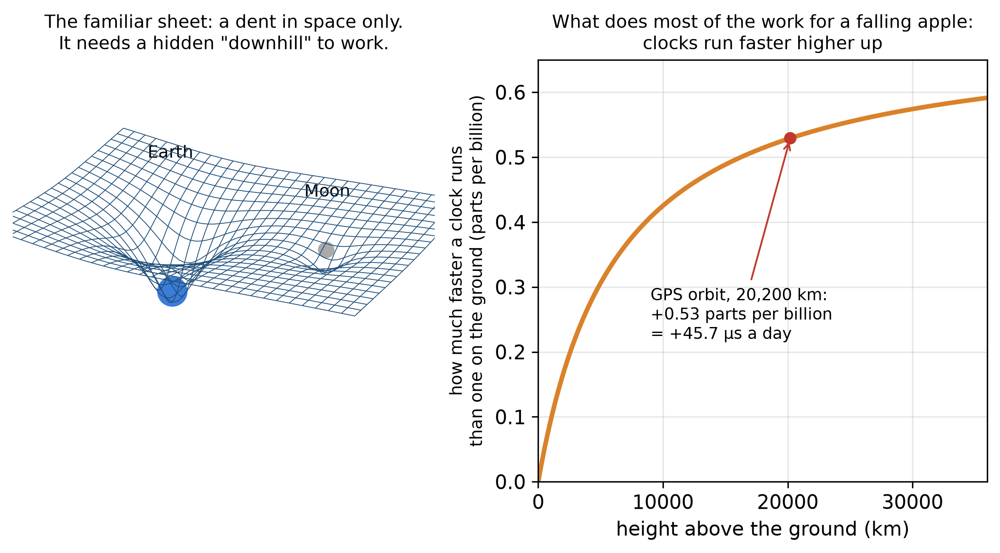 The familiar sheet: a dent in space only.
It needs a hidden "downhill" to work.
Earth
Moon
What does most of the work for a falling apple:
clocks run faster higher up
how much faster a clock runs
than one on the ground (parts per billion)
0.6
0.5
0.4
0.3
0.2
0.1
0.0
GPS orbit, 20,200 km:
+0.53 parts per billion
= +45.7 µs a day
0
10000
20000
30000
height above the ground (km)